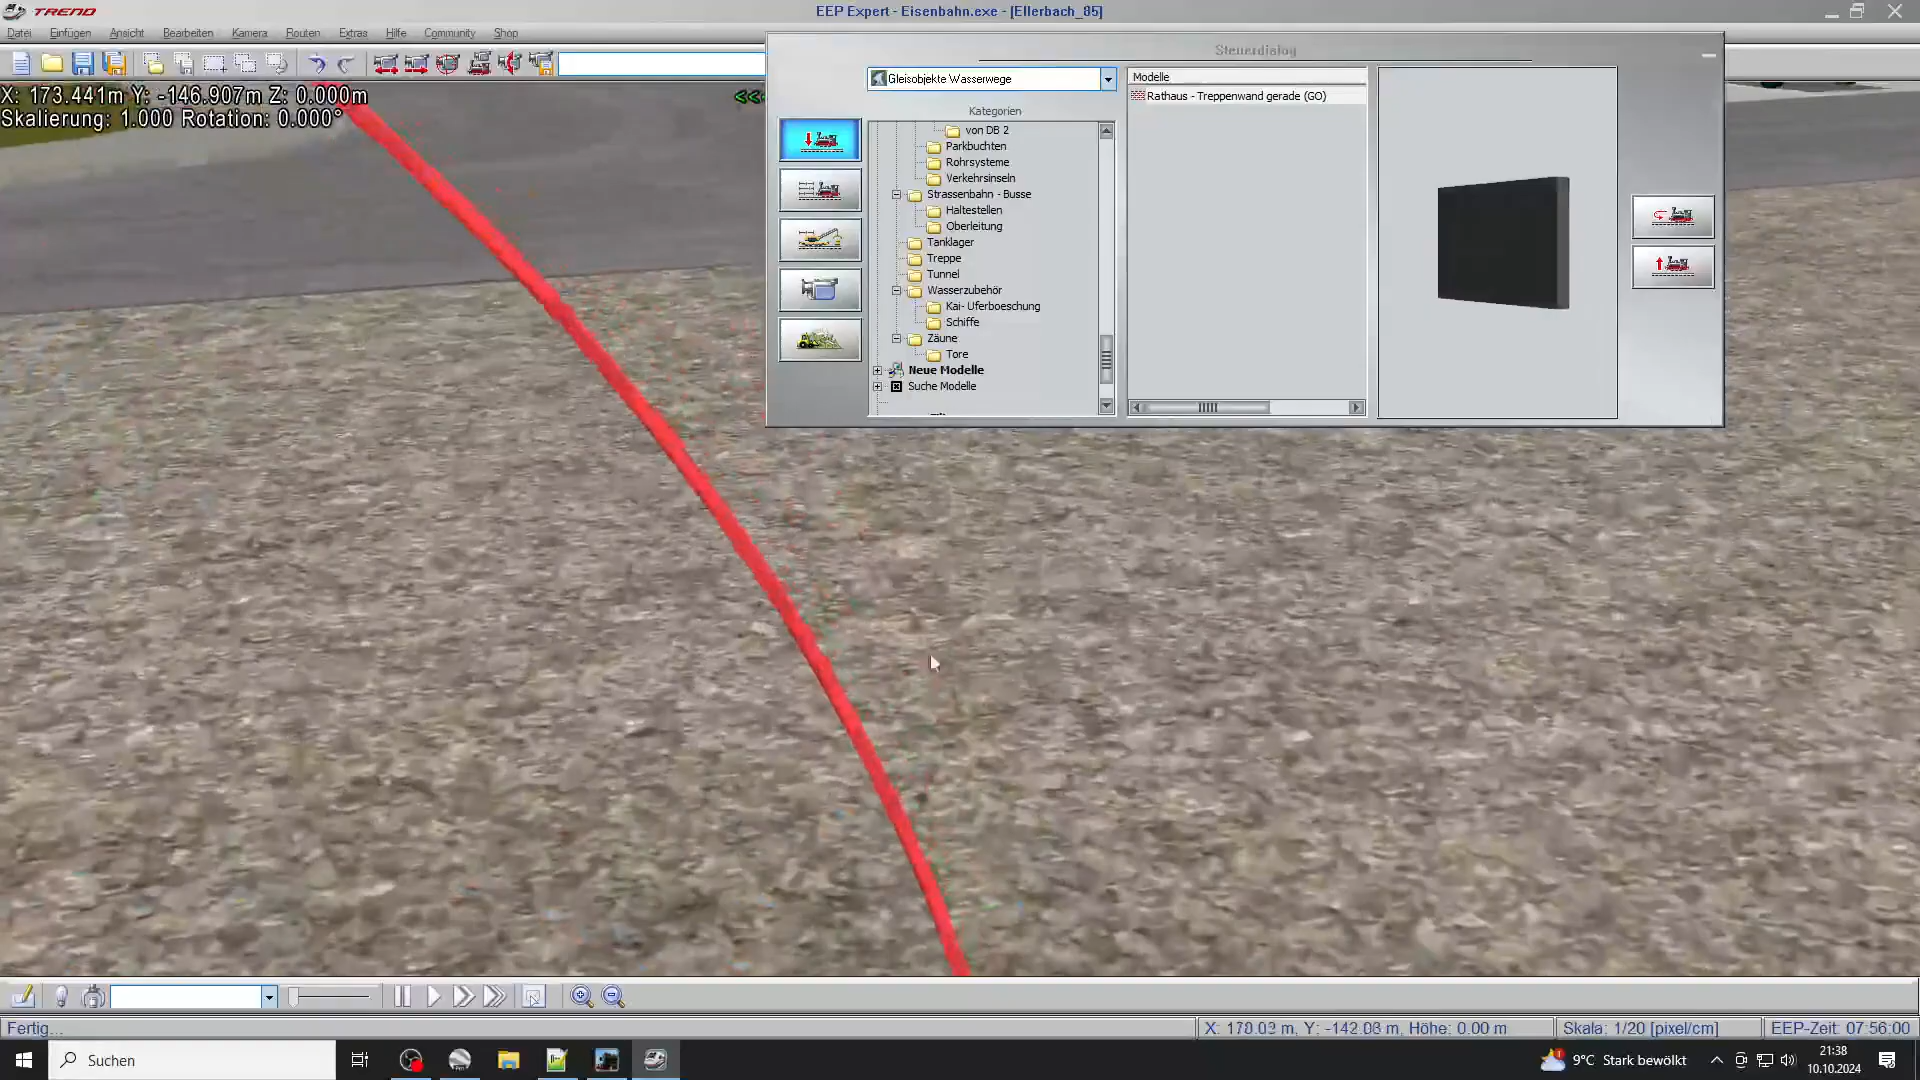 TREND
EEP Expert - Eisenbahn.exe - [Ellerbach_85]
Datei Einfügen Ansicht Bearbeiten Kamera Routen Extras Hilfe Community Shop
X: 173.441m Y: -146.907m Z: 0.000m
Skalierung: 1.000 Rotation: 0.000°
Steuerdialog
Gleisobjekte Wasserwege
Kategorien
von DB 2
Parkbuchten
Rohrsysteme
Verkehrsinseln
Strassenbahn - Busse
Haltestellen
Oberleitung
Tanklager
Treppe
Tunnel
Wasserzubehör
Kai- Uferboeschung
Schiffe
Zäune
Tore
Neue Modelle
Suche Modelle
Modelle
Rathaus - Treppenwand gerade (GO)
Fertig...
X: 178.03 m, Y: -142.08 m, Höhe: 0.00 m
Skala: 1/20 [pixel/cm]
EEP-Zeit: 07:56:00
Suchen
9°C Stark bewölkt
21:38
10.10.2024